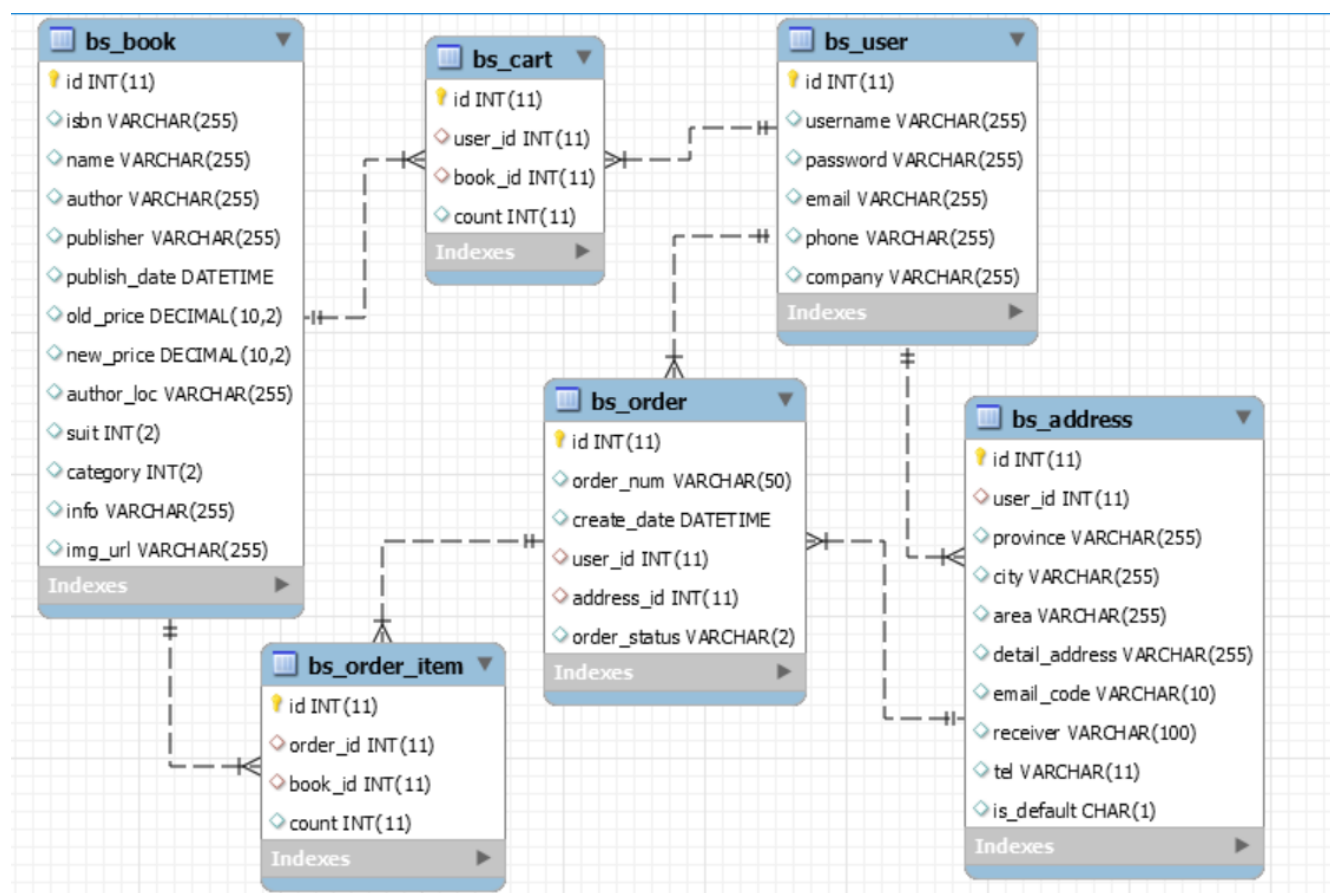 bs_book
id INT(11)
isbn VARCHAR(255)
name VARCHAR(255)
author VARCHAR(255)
publisher VARCHAR(255)
publish_date DATETIME
old_price DECIMAL(10,2)
new_price DECIMAL(10,2)
author_loc VARCHAR(255)
suit INT(2)
category INT(2)
info VARCHAR(255)
img_url VARCHAR(255)
Indexes
bs_cart
id INT(11)
user_id INT(11)
book_id INT(11)
count INT(11)
Indexes
bs_user
id INT(11)
username VARCHAR(255)
password VARCHAR(255)
email VARCHAR(255)
phone VARCHAR(255)
company VARCHAR(255)
Indexes
bs_order
id INT(11)
order_num VARCHAR(50)
create_date DATETIME
user_id INT(11)
address_id INT(11)
order_status VARCHAR(2)
Indexes
bs_address
id INT(11)
user_id INT(11)
province VARCHAR(255)
city VARCHAR(255)
area VARCHAR(255)
detail_address VARCHAR(255)
email_code VARCHAR(10)
receiver VARCHAR(100)
tel VARCHAR(11)
is_default CHAR(1)
Indexes
bs_order_item
id INT(11)
order_id INT(11)
book_id INT(11)
count INT(11)
Indexes